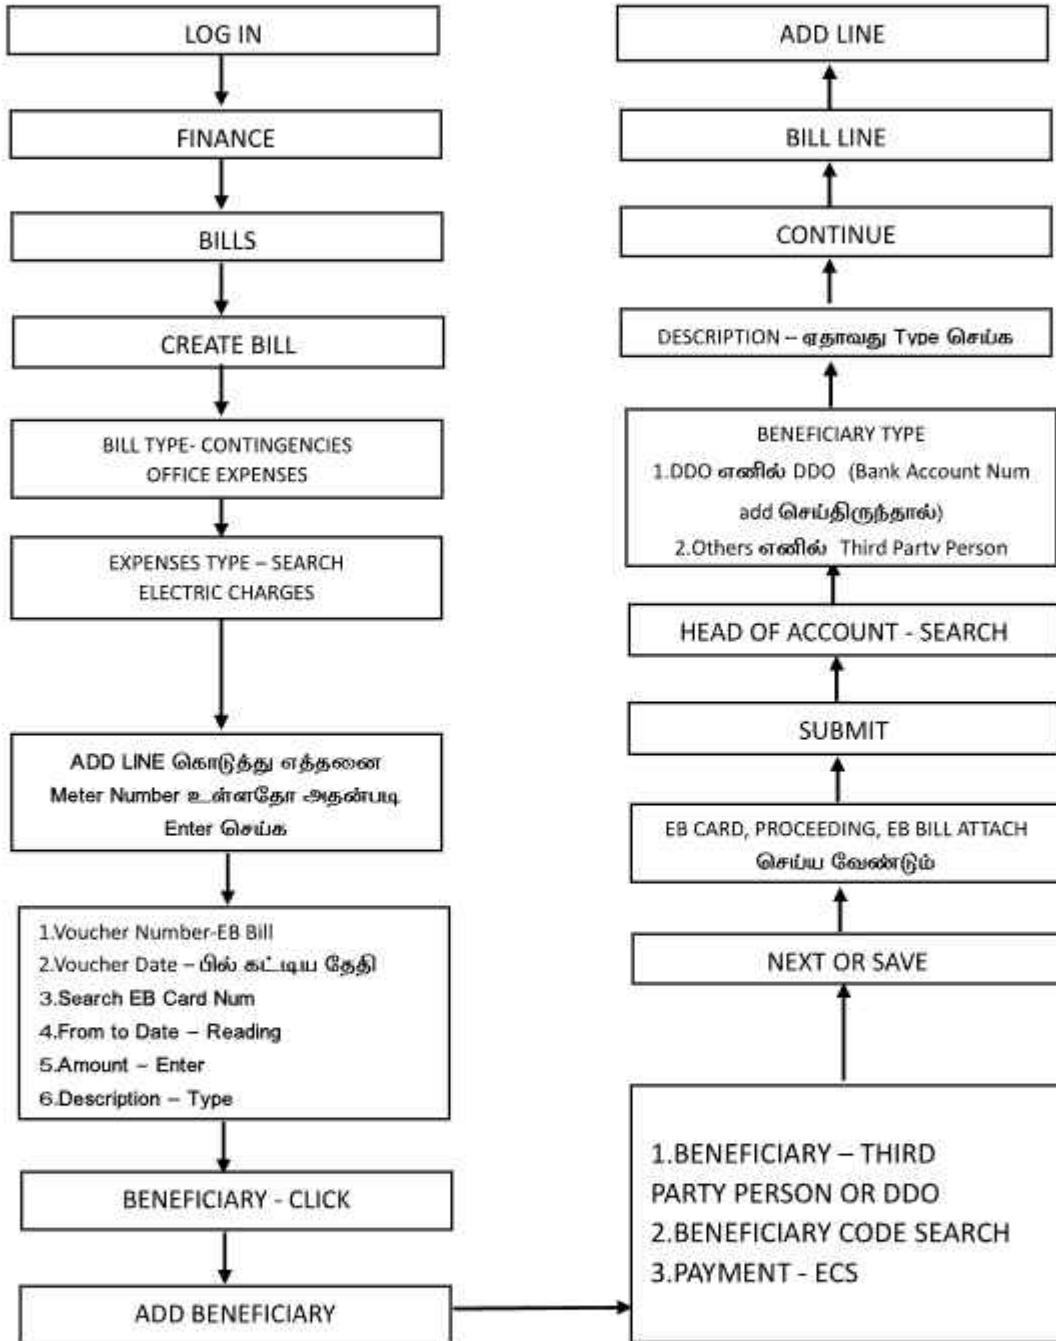 LOG IN
FINANCE
BILLS
CREATE BILL
BILL TYPE- CONTINGENCIES
OFFICE EXPENSES
EXPENSES TYPE – SEARCH
ELECTRIC CHARGES
ADD LINE கொடுத்து எத்தனை
Meter Number உள்ளதோ அதன்படி
Enter செய்க
1.Voucher Number-EB Bill
2.Voucher Date – பில் கட்டிய தேதி
3.Search EB Card Num
4.From to Date – Reading
5.Amount – Enter
6.Description – Type
BENEFICIARY - CLICK
ADD BENEFICIARY
1.BENEFICIARY – THIRD
PARTY PERSON OR DDO
2.BENEFICIARY CODE SEARCH
3.PAYMENT - ECS
NEXT OR SAVE
EB CARD, PROCEEDING, EB BILL ATTACH
செய்ய வேண்டும்
SUBMIT
HEAD OF ACCOUNT - SEARCH
BENEFICIARY TYPE
1.DDO எனில் DDO (Bank Account Num
add செய்திருந்தால்)
2.Others எனில் Third Party Person
DESCRIPTION – ஏதாவது Type செய்க
CONTINUE
BILL LINE
ADD LINE